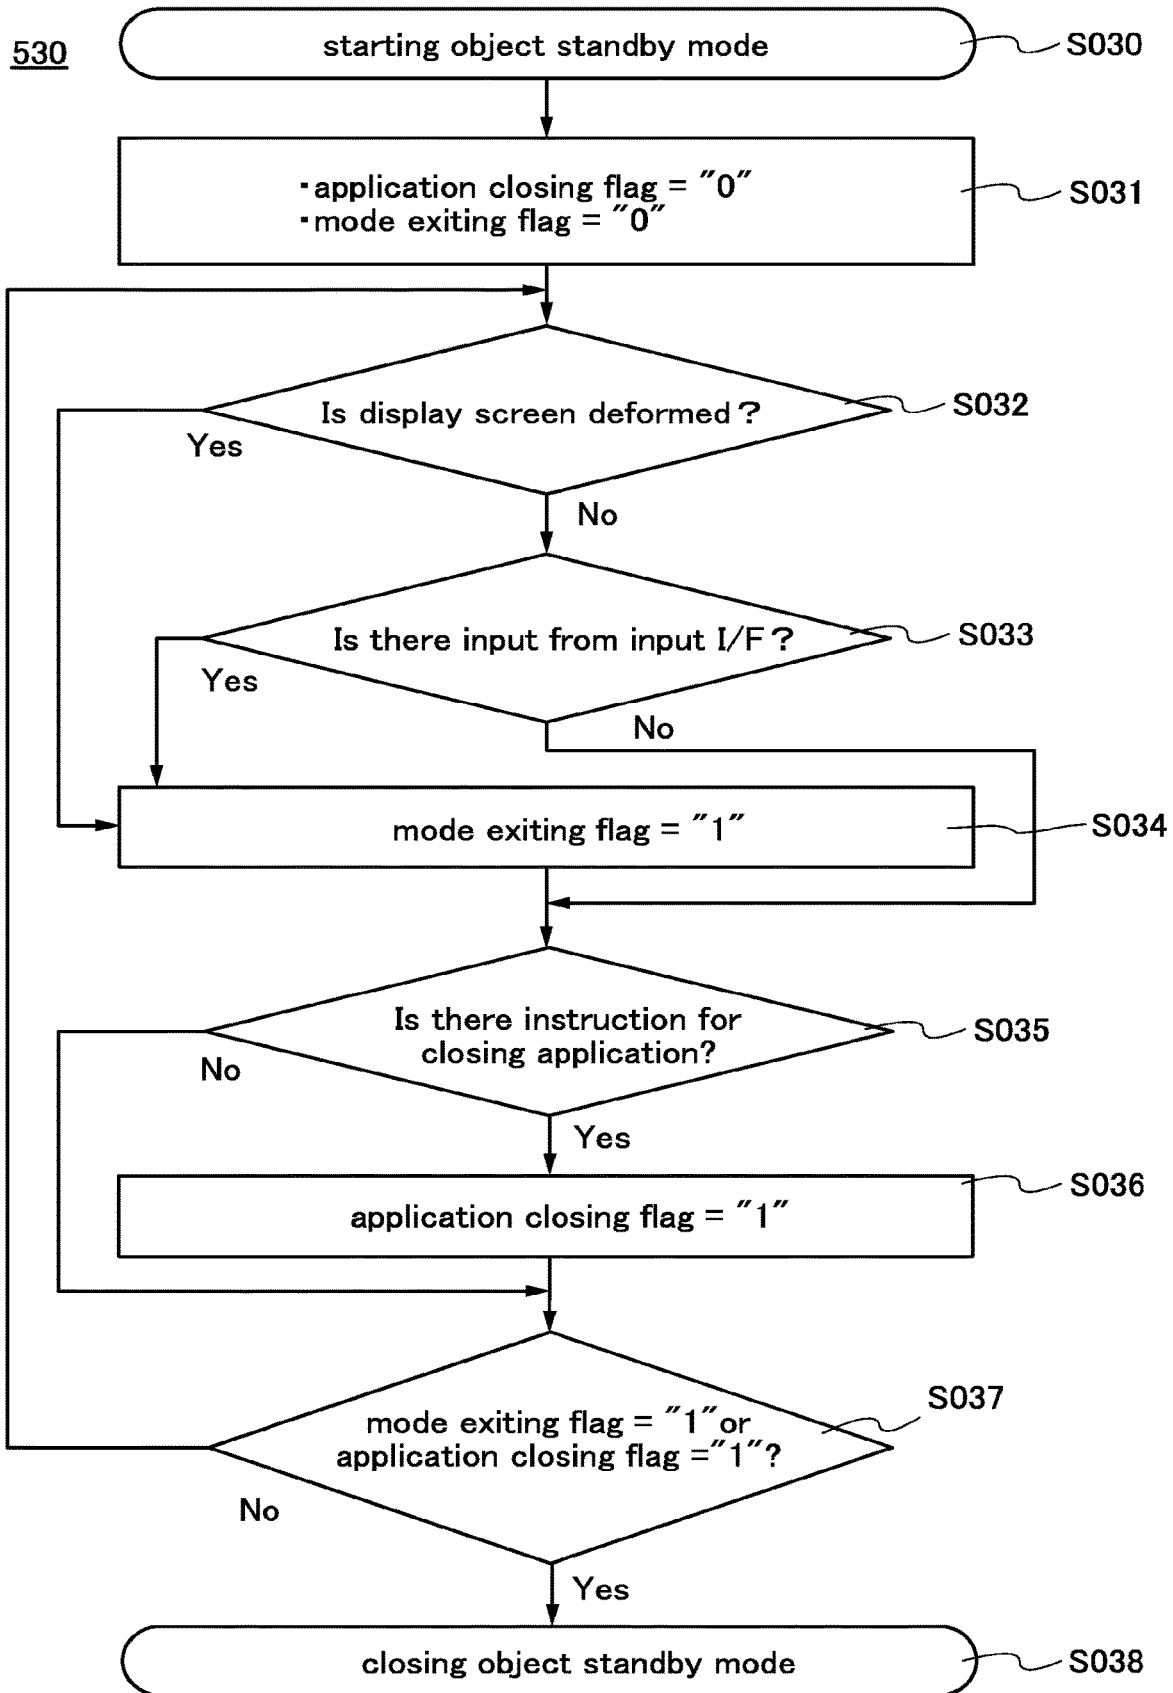 530
starting object standby mode
S030
▪application closing flag = "0"
▪mode exiting flag = "0"
S031
Is display screen deformed?
S032
Yes
No
Is there input from input I/F?
S033
Yes
No
mode exiting flag = "1"
S034
Is there instruction for
closing application?
S035
No
Yes
application closing flag = "1"
S036
mode exiting flag = "1"or
application closing flag ="1"?
S037
No
Yes
closing object standby mode
S038